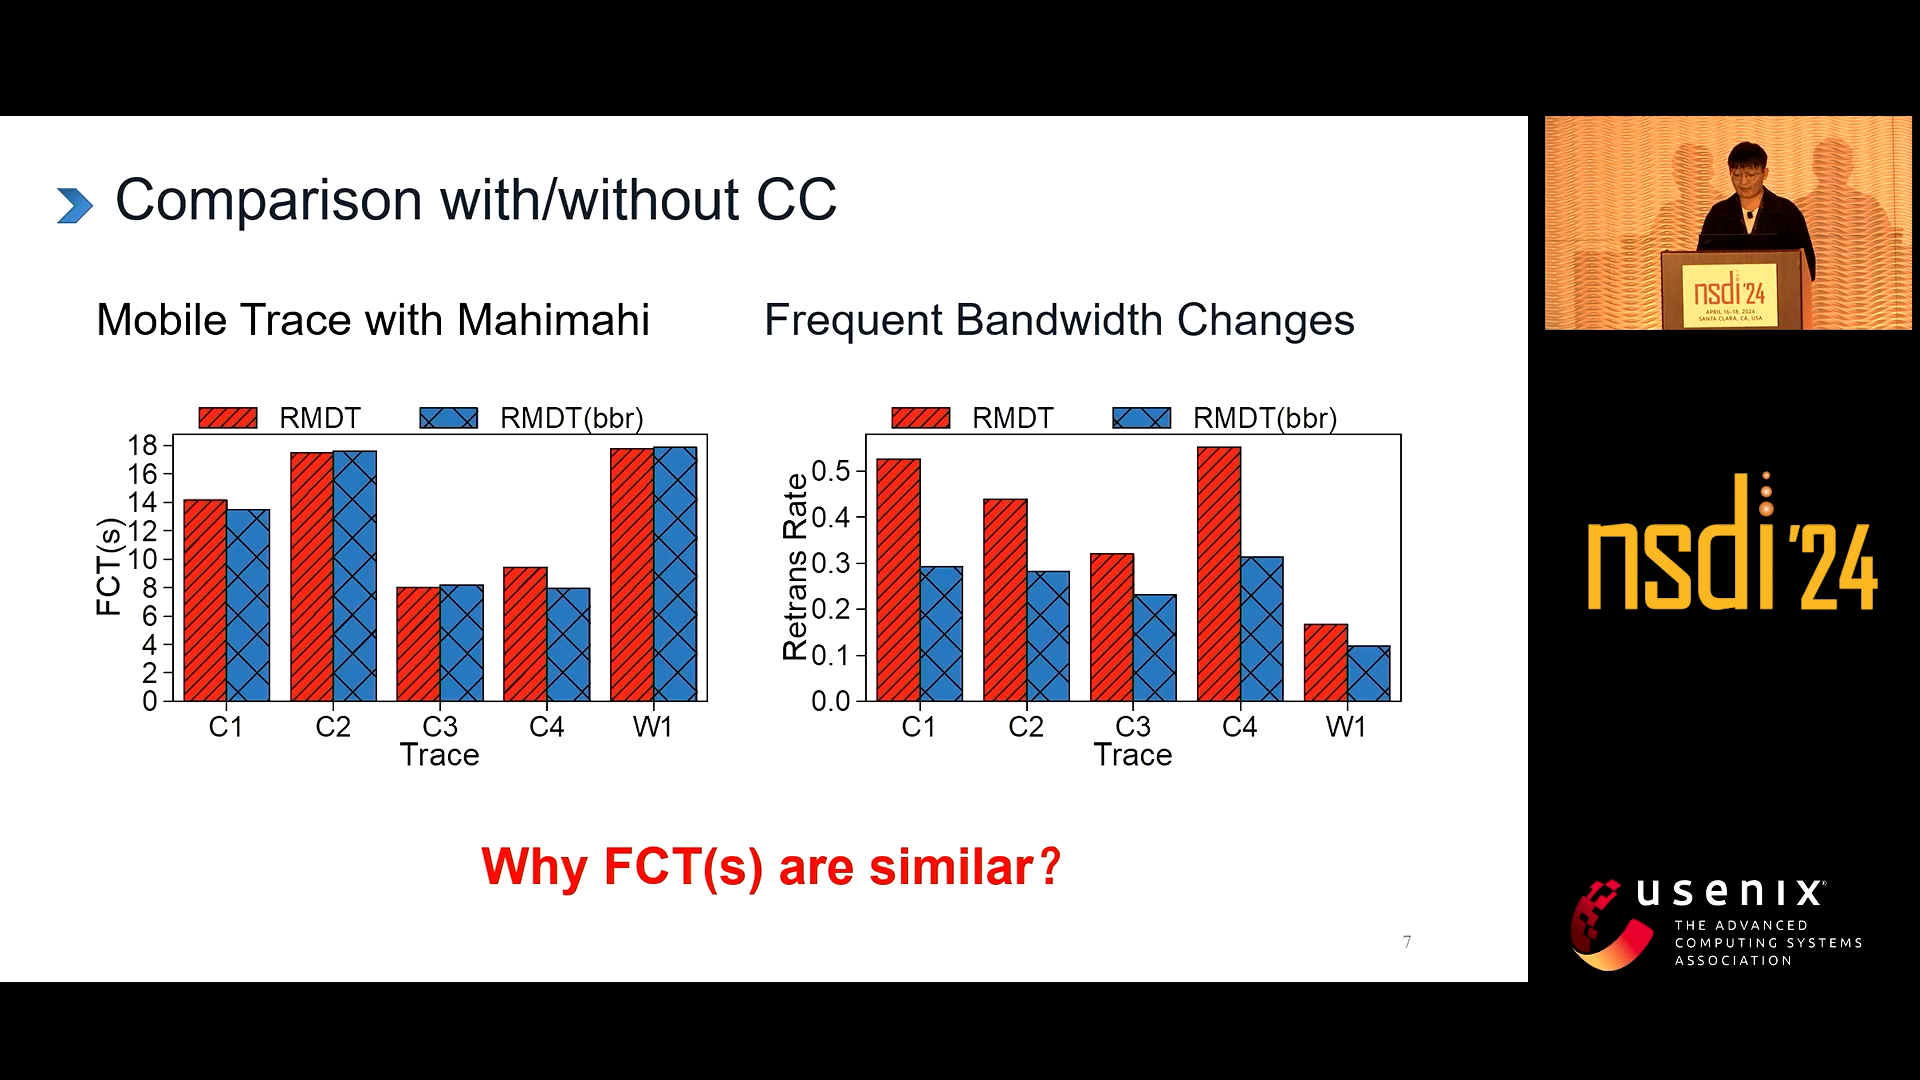 Comparison with/without CC
Mobile Trace with Mahimahi
Frequent Bandwidth Changes
RMDT
RMDT(bbr)
18
16
14
12
10
8
6
4
2
0
FCT(s)
C1
C2
C3
C4
W1
Trace
RMDT
RMDT(bbr)
0.5
0.4
0.3
0.2
0.1
0.0
Retrans Rate
C1
C2
C3
C4
W1
Trace
Why FCT(s) are similar?
7
nsdi '24
APRIL 16-18, 2024
SANTA CLARA, CA, USA
nsdi '24
usenix®
THE ADVANCED
COMPUTING SYSTEMS
ASSOCIATION